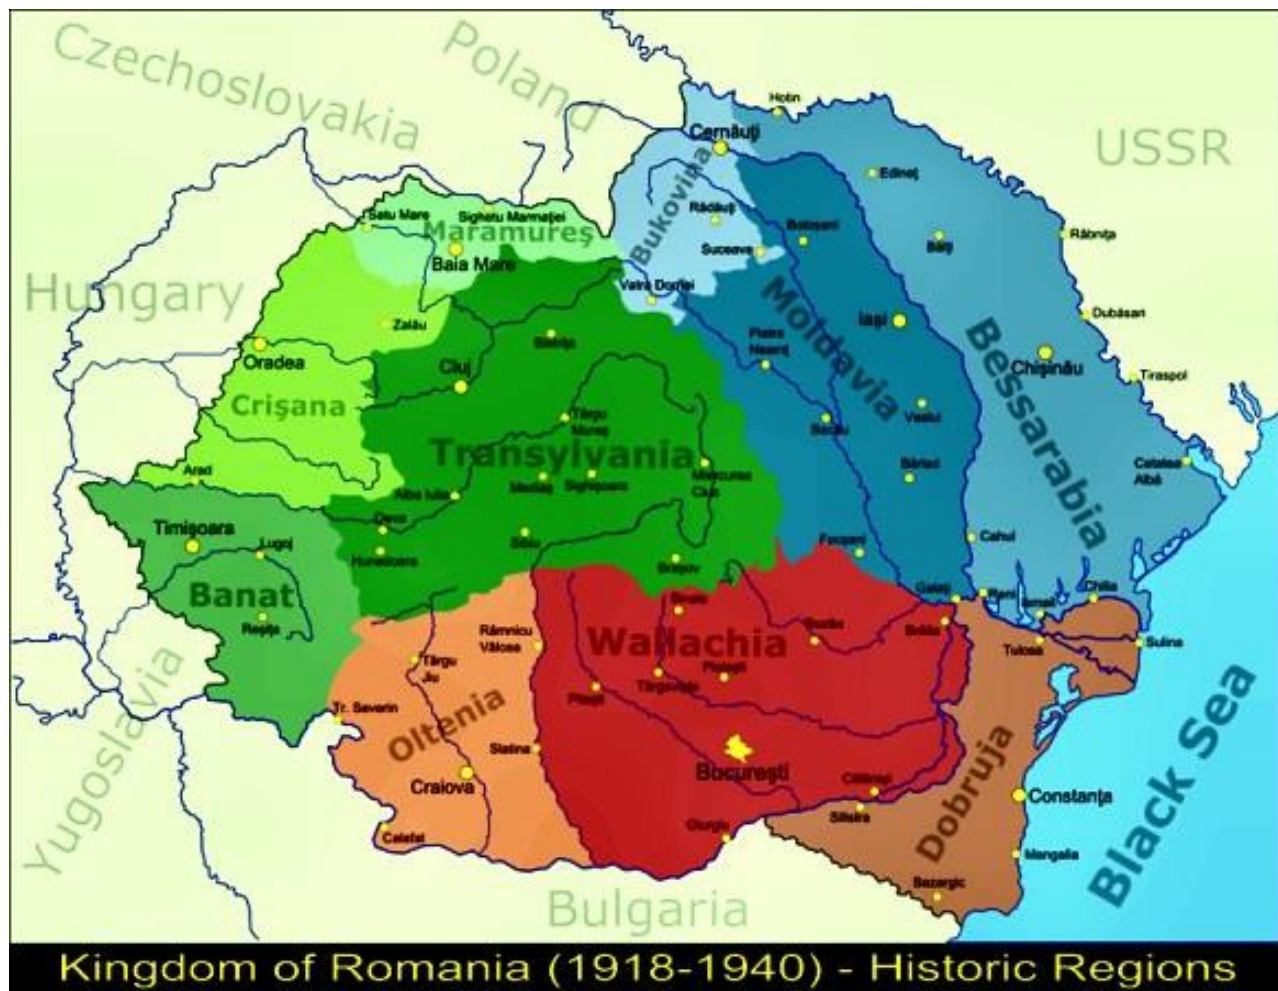 Czechoslovakia
Poland
USSR
Hotin
Cernăuţi
Edineţ
Bukovina
Rădăuţi
Suceava
Botoşani
Bălţi
Râbniţa
Satu Mare
Sighetu Marmaţiei
Maramureş
Baia Mare
Hungary
Vatra Dornei
Moldavia
Iaşi
Dubăsari
Zalău
Bistriţa
Piatra
Neamţ
Bessarabia
Chişinău
Oradea
Cluj
Tiraspol
Crişana
Târgu
Mureş
Bacău
Vaslui
Transylvania
Arad
Alba Iulia
Mediaş
Sighişoara
Miercurea
Ciuc
Bârlad
Cetatea
Albă
Timişoara
Lugoj
Deva
Hunedoara
Sibiu
Braşov
Focşani
Cahul
Banat
Reşiţa
Galaţi
Reni
Ismail
Chilia
Sinaia
Brăila
Râmnicu
Vâlcea
Wallachia
Buzău
Tulcea
Sulina
Târgu
Jiu
Piteşti
Târgovişte
Ploieşti
Yugoslavia
Tr. Severin
Oltenia
Slatina
Bucureşti
Călăraşi
Silistra
Dobruja
Constanţa
Black Sea
Craiova
Calafat
Giurgiu
Mangalia
Bazargic
Bulgaria
Kingdom of Romania (1918-1940) - Historic Regions